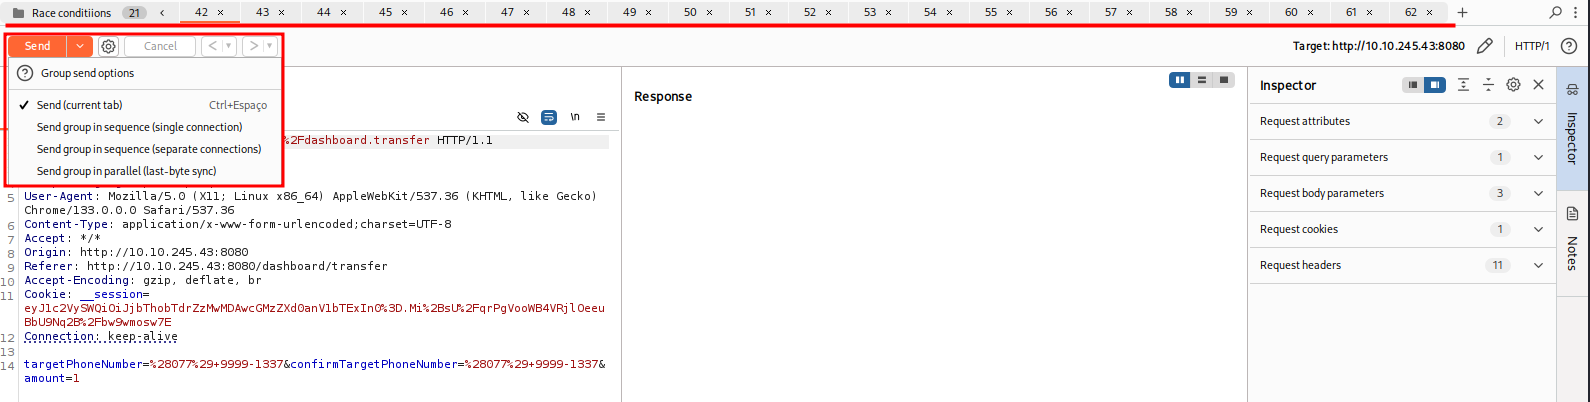 Race conditiions 21 < 42 × 43 × 44 × 45 × 46 × 47 × 48 × 49 × 50 × 51 × 52 × 53 × 54 × 55 × 56 × 57 × 58 × 59 × 60 × 61 × 62 × +
Send Cancel < > Target: http://10.10.245.43:8080 HTTP/1 ?
Group send options
Send (current tab) Ctrl+Espaço
Send group in sequence (single connection)
Send group in sequence (separate connections)
Send group in parallel (last-byte sync)
\n
%2Fdashboard.transfer HTTP/1.1
5 User-Agent: Mozilla/5.0 (X11; Linux x86_64) AppleWebKit/537.36 (KHTML, like Gecko)
Chrome/133.0.0.0 Safari/537.36
6 Content-Type: application/x-www-form-urlencoded;charset=UTF-8
7 Accept: */*
8 Origin: http://10.10.245.43:8080
9 Referer: http://10.10.245.43:8080/dashboard/transfer
10 Accept-Encoding: gzip, deflate, br
11 Cookie: __session=
eyJ1c2VySWQiOiJjbThobTdrZzMwMDAwcGMzZXd0anV1bTExIn0%3D.Mi%2BsU%2FqrPgVooWB4VRjlOeeu
BbU9Nq2B%2Fbw9wmosw7E
12 Connection: keep-alive
13
14 targetPhoneNumber=%28077%29+9999-1337&confirmTargetPhoneNumber=%28077%29+9999-1337&
amount=1
Response
Inspector
Request attributes 2
Request query parameters 1
Request body parameters 3
Request cookies 1
Request headers 11
Inspector
Notes